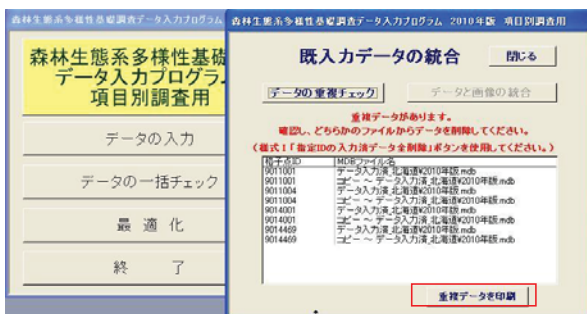 森林生態系多様性基礎調査データ入力プログラム
森林生態系多様性基礎
データ入力プログラム
項目別調査用
データの入力
データの一括チェック
最適化
終 了
森林生態系多様性基礎調査データ入力プログラム 2010年版 項目別調査用
既入力データの統合
閉じる
データの重複チェック
データと画像の統合
重複データがあります。
確認し、どちらかのファイルからデータを削除してください。
(様式1「指定IDの入力済データ全削除」ボタンを使用してください。)
格子点ID MDBファイル名
9011001 データ入力済_北海道¥2010年版.mdb
9011001 コピー ~ データ入力済_北海道¥2010年版.mdb
9011004 データ入力済_北海道¥2010年版.mdb
9011004 コピー ~ データ入力済_北海道¥2010年版.mdb
9014001 データ入力済_北海道¥2010年版.mdb
9014001 コピー ~ データ入力済_北海道¥2010年版.mdb
9014469 データ入力済_北海道¥2010年版.mdb
9014469 コピー ~ データ入力済_北海道¥2010年版.mdb
重複データを印刷